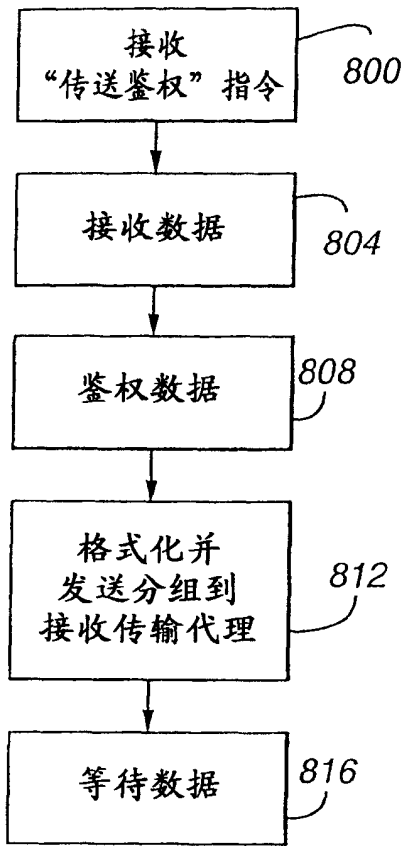 接收
“传送鉴权”指令
800
接收数据
804
鉴权数据
808
格式化并
发送分组到
接收传输代理
812
等待数据
816